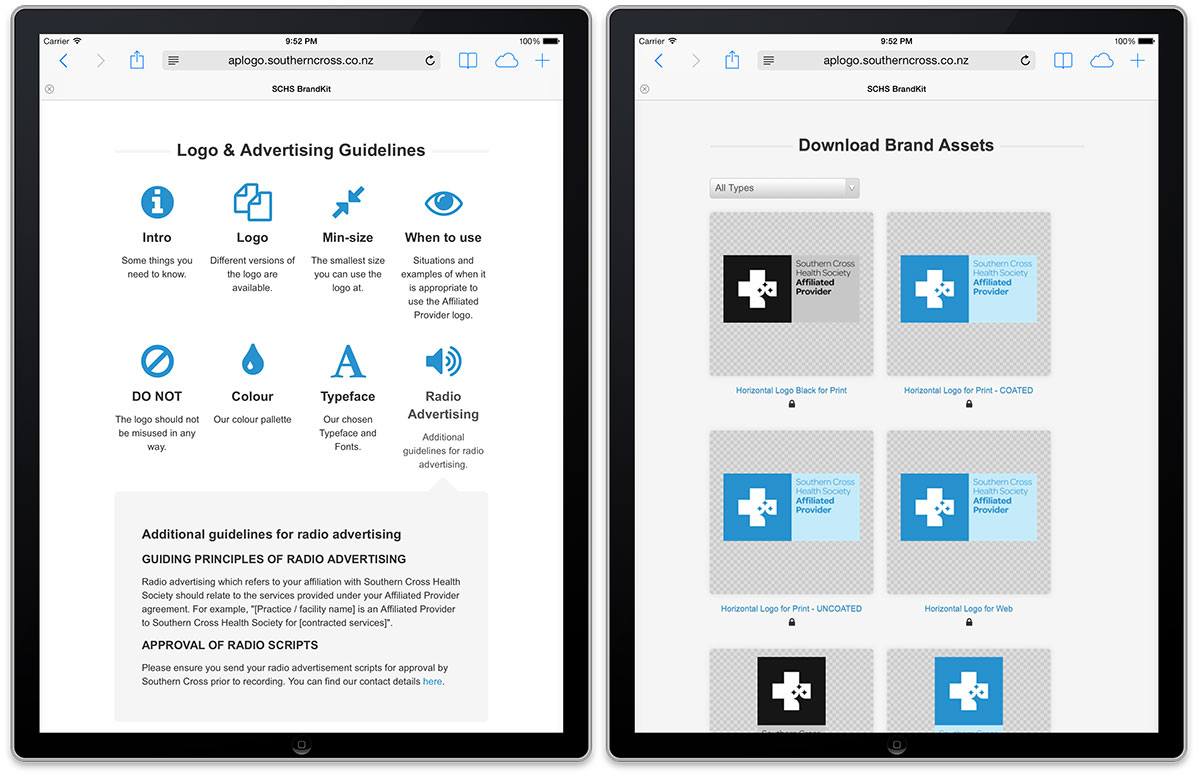 Carrier
9:52 PM
100%
aplogo.southerncross.co.nz
SCHS BrandKit
Logo & Advertising Guidelines
Intro
Some things you
need to know.
Logo
Different versions of
the logo are
available.
Min-size
The smallest size
you can use the
logo at.
When to use
Situations and
examples of when it
is appropriate to
use the Affiliated
Provider logo.
DO NOT
The logo should not
be misused in any
way.
Colour
Our colour pallette
Typeface
Our chosen
Typeface and
Fonts.
Radio
Advertising
Additional
guidelines for radio
advertising.
Additional guidelines for radio advertising
GUIDING PRINCIPLES OF RADIO ADVERTISING
Radio advertising which refers to your affiliation with Southern Cross Health
Society should relate to the services provided under your Affiliated Provider
agreement. For example, "[Practice / facility name] is an Affiliated Provider
to Southern Cross Health Society for [contracted services]".
APPROVAL OF RADIO SCRIPTS
Please ensure you send your radio advertisement scripts for approval by
Southern Cross prior to recording. You can find our contact details here.
Carrier
9:52 PM
100%
aplogo.southerncross.co.nz
SCHS BrandKit
Download Brand Assets
All Types
Southern Cross
Health Society
Affiliated
Provider
Horizontal Logo Black for Print
Southern Cross
Health Society
Affiliated
Provider
Horizontal Logo for Print - COATED
Southern Cross
Health Society
Affiliated
Provider
Horizontal Logo for Print - UNCOATED
Southern Cross
Health Society
Affiliated
Provider
Horizontal Logo for Web
Southern Cross
Southern Cross